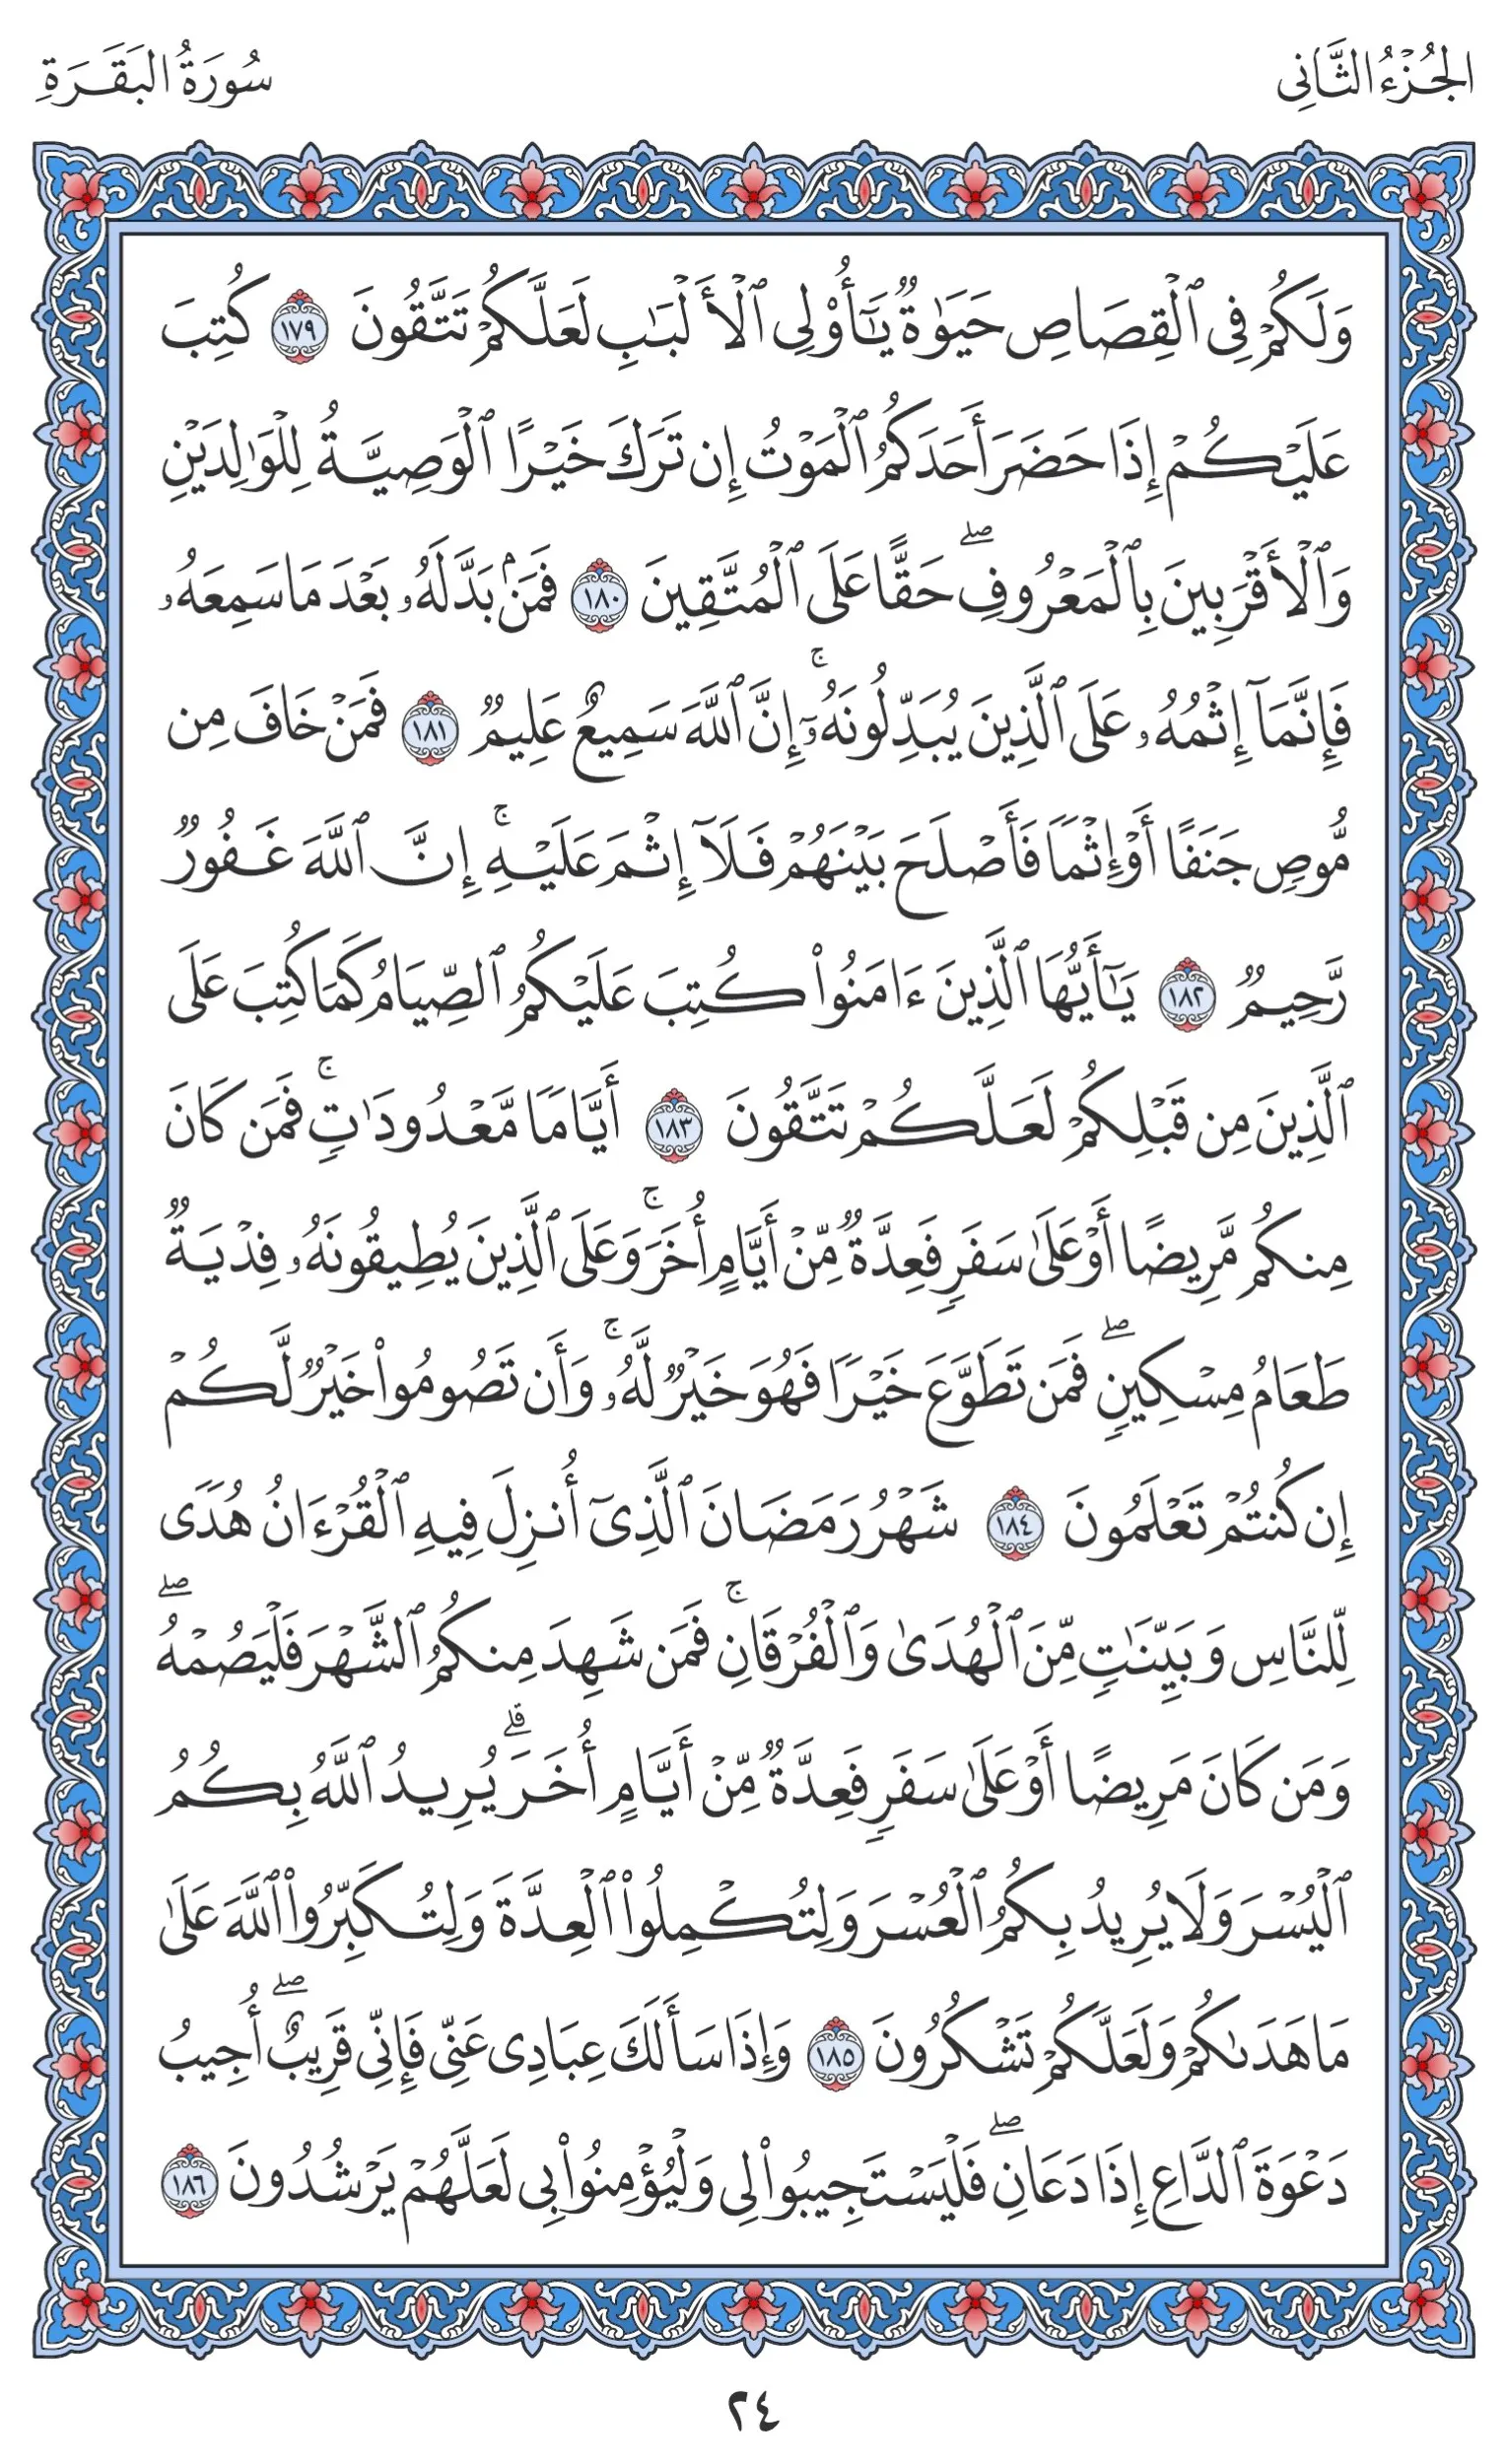 الجُزْءُ الثَّانِى
سُورَةُ البَقَرَةِ
وَلَكُمْ فِى ٱلْقِصَاصِ حَيَوٰةٌ يَـٰٓأُو۟لِى ٱلْأَلْبَـٰبِ لَعَلَّكُمْ تَتَّقُونَ ١٧٩ كُتِبَ
عَلَيْكُمْ إِذَا حَضَرَ أَحَدَكُمُ ٱلْمَوْتُ إِن تَرَكَ خَيْرًا ٱلْوَصِيَّةُ لِلْوَٰلِدَيْنِ
وَٱلْأَقْرَبِينَ بِٱلْمَعْرُوفِ ۖ حَقًّا عَلَى ٱلْمُتَّقِينَ ١٨٠ فَمَنۢ بَدَّلَهُۥ بَعْدَ مَا سَمِعَهُۥ
فَإِنَّمَآ إِثْمُهُۥ عَلَى ٱلَّذِينَ يُبَدِّلُونَهُۥٓ ۚ إِنَّ ٱللَّهَ سَمِيعٌ عَلِيمٌ ١٨١ فَمَنْ خَافَ مِن
مُّوصٍ جَنَفًا أَوْ إِثْمًا فَأَصْلَحَ بَيْنَهُمْ فَلَآ إِثْمَ عَلَيْهِ ۚ إِنَّ ٱللَّهَ غَفُورٌ
رَّحِيمٌ ١٨٢ يَـٰٓأَيُّهَا ٱلَّذِينَ ءَامَنُوا۟ كُتِبَ عَلَيْكُمُ ٱلصِّيَامُ كَمَا كُتِبَ عَلَى
ٱلَّذِينَ مِن قَبْلِكُمْ لَعَلَّكُمْ تَتَّقُونَ ١٨٣ أَيَّامًا مَّعْدُودَٰتٍ ۚ فَمَن كَانَ
مِنكُم مَّرِيضًا أَوْ عَلَىٰ سَفَرٍ فَعِدَّةٌ مِّنْ أَيَّامٍ أُخَرَ ۚ وَعَلَى ٱلَّذِينَ يُطِيقُونَهُۥ فِدْيَةٌ
طَعَامُ مِسْكِينٍ ۖ فَمَن تَطَوَّعَ خَيْرًا فَهُوَ خَيْرٌ لَّهُۥ ۚ وَأَن تَصُومُوا۟ خَيْرٌ لَّكُمْ
إِن كُنتُمْ تَعْلَمُونَ ١٨٤ شَهْرُ رَمَضَانَ ٱلَّذِىٓ أُنزِلَ فِيهِ ٱلْقُرْءَانُ هُدًى
لِّلنَّاسِ وَبَيِّنَـٰتٍ مِّنَ ٱلْهُدَىٰ وَٱلْفُرْقَانِ ۚ فَمَن شَهِدَ مِنكُمُ ٱلشَّهْرَ فَلْيَصُمْهُ ۖ
وَمَن كَانَ مَرِيضًا أَوْ عَلَىٰ سَفَرٍ فَعِدَّةٌ مِّنْ أَيَّامٍ أُخَرَ ۗ يُرِيدُ ٱللَّهُ بِكُمُ
ٱلْيُسْرَ وَلَا يُرِيدُ بِكُمُ ٱلْعُسْرَ وَلِتُكْمِلُوا۟ ٱلْعِدَّةَ وَلِتُكَبِّرُوا۟ ٱللَّهَ عَلَىٰ
مَا هَدَىٰكُمْ وَلَعَلَّكُمْ تَشْكُرُونَ ١٨٥ وَإِذَا سَأَلَكَ عِبَادِى عَنِّى فَإِنِّى قَرِيبٌ ۖ أُجِيبُ
دَعْوَةَ ٱلدَّاعِ إِذَا دَعَانِ ۖ فَلْيَسْتَجِيبُوا۟ لِى وَلْيُؤْمِنُوا۟ بِى لَعَلَّهُمْ يَرْشُدُونَ ١٨٦
٢٤